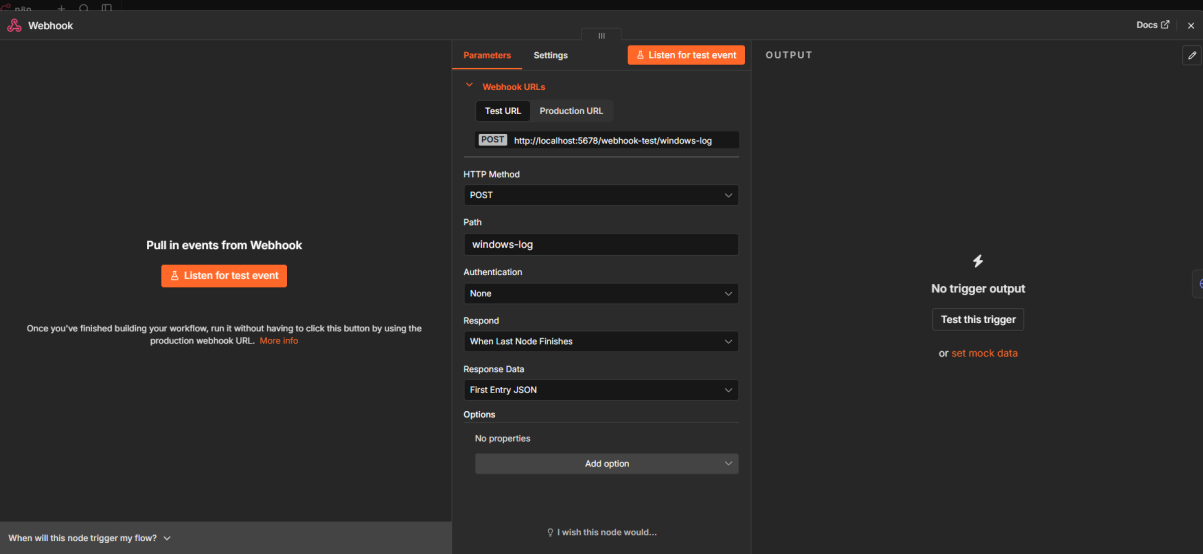 n8n
Webhook
Docs
Parameters
Settings
Listen for test event
OUTPUT
Webhook URLs
Test URL
Production URL
POST
http://localhost:5678/webhook-test/windows-log
HTTP Method
POST
Path
windows-log
Authentication
None
Respond
When Last Node Finishes
Response Data
First Entry JSON
Options
No properties
Add option
I wish this node would...
Pull in events from Webhook
Listen for test event
Once you've finished building your workflow, run it without having to click this button by using the
production webhook URL. More info
When will this node trigger my flow?
No trigger output
Test this trigger
or set mock data